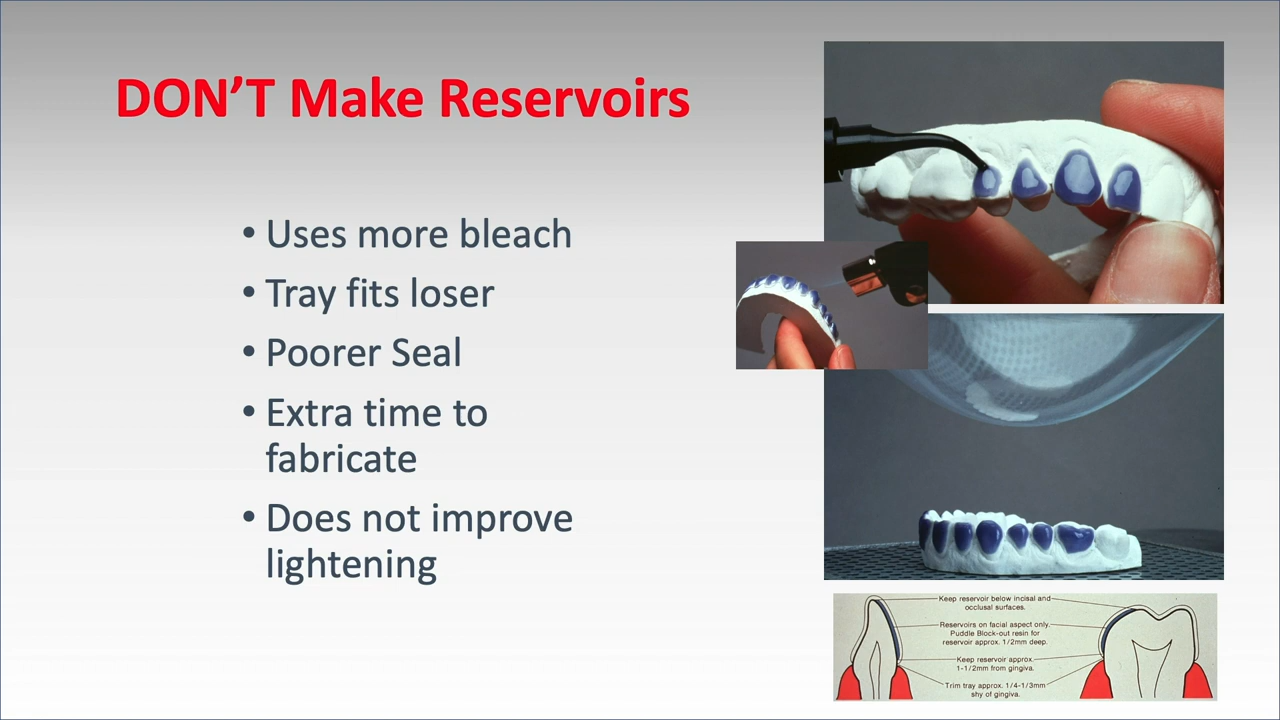 DON’T Make Reservoirs
• Uses more bleach
• Tray fits loser
• Poorer Seal
• Extra time to
fabricate
• Does not improve
lightening
Keep reservoir below incisal and
occlusal surfaces.
Reservoirs on facial aspect only.
Puddle Block-out resin for
reservoir approx. 1/2mm deep.
Keep reservoir approx.
1-1/2mm from gingiva.
Trim tray approx. 1/4-1/3mm
shy of gingiva.